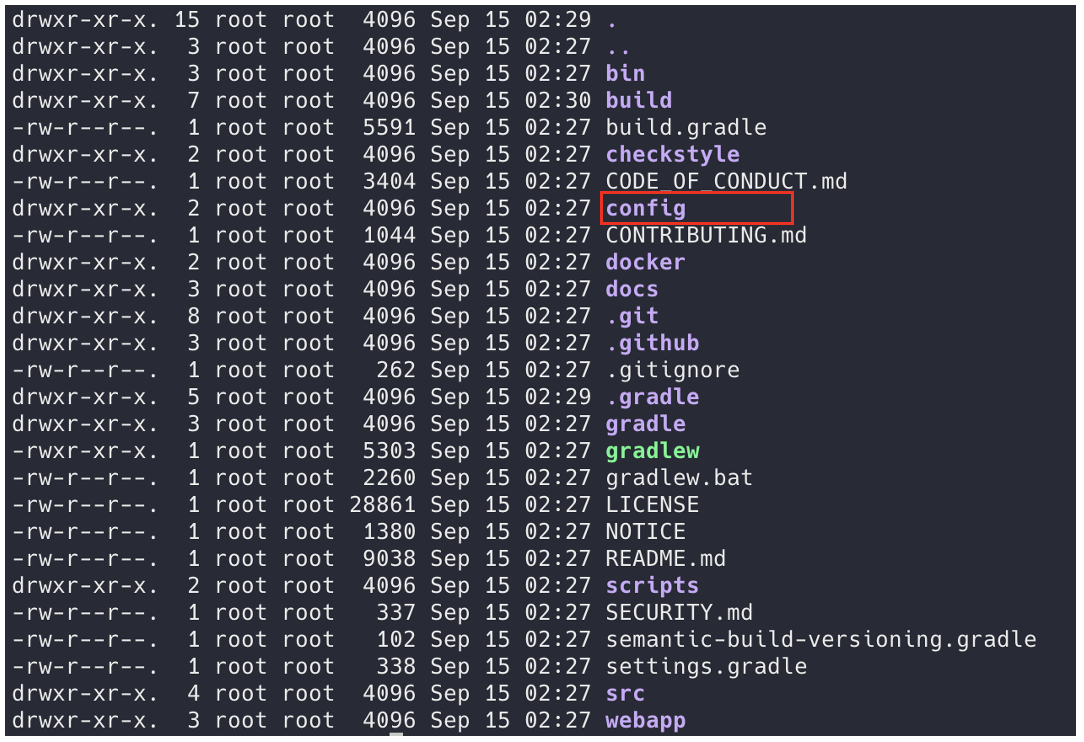 drwxr-xr-x. 15 root root  4096 Sep 15 02:29 .
drwxr-xr-x.  3 root root  4096 Sep 15 02:27 ..
drwxr-xr-x.  3 root root  4096 Sep 15 02:27 bin
drwxr-xr-x.  7 root root  4096 Sep 15 02:30 build
-rw-r--r--.  1 root root  5591 Sep 15 02:27 build.gradle
drwxr-xr-x.  2 root root  4096 Sep 15 02:27 checkstyle
-rw-r--r--.  1 root root  3404 Sep 15 02:27 CODE_OF_CONDUCT.md
drwxr-xr-x.  2 root root  4096 Sep 15 02:27 config
-rw-r--r--.  1 root root  1044 Sep 15 02:27 CONTRIBUTING.md
drwxr-xr-x.  2 root root  4096 Sep 15 02:27 docker
drwxr-xr-x.  3 root root  4096 Sep 15 02:27 docs
drwxr-xr-x.  8 root root  4096 Sep 15 02:27 .git
drwxr-xr-x.  3 root root  4096 Sep 15 02:27 .github
-rw-r--r--.  1 root root   262 Sep 15 02:27 .gitignore
drwxr-xr-x.  5 root root  4096 Sep 15 02:29 .gradle
drwxr-xr-x.  3 root root  4096 Sep 15 02:27 gradle
-rwxr-xr-x.  1 root root  5303 Sep 15 02:27 gradlew
-rw-r--r--.  1 root root  2260 Sep 15 02:27 gradlew.bat
-rw-r--r--.  1 root root 28861 Sep 15 02:27 LICENSE
-rw-r--r--.  1 root root  1380 Sep 15 02:27 NOTICE
-rw-r--r--.  1 root root  9038 Sep 15 02:27 README.md
drwxr-xr-x.  2 root root  4096 Sep 15 02:27 scripts
-rw-r--r--.  1 root root   337 Sep 15 02:27 SECURITY.md
-rw-r--r--.  1 root root   102 Sep 15 02:27 semantic-build-versioning.gradle
-rw-r--r--.  1 root root   338 Sep 15 02:27 settings.gradle
drwxr-xr-x.  4 root root  4096 Sep 15 02:27 src
drwxr-xr-x.  3 root root  4096 Sep 15 02:27 webapp